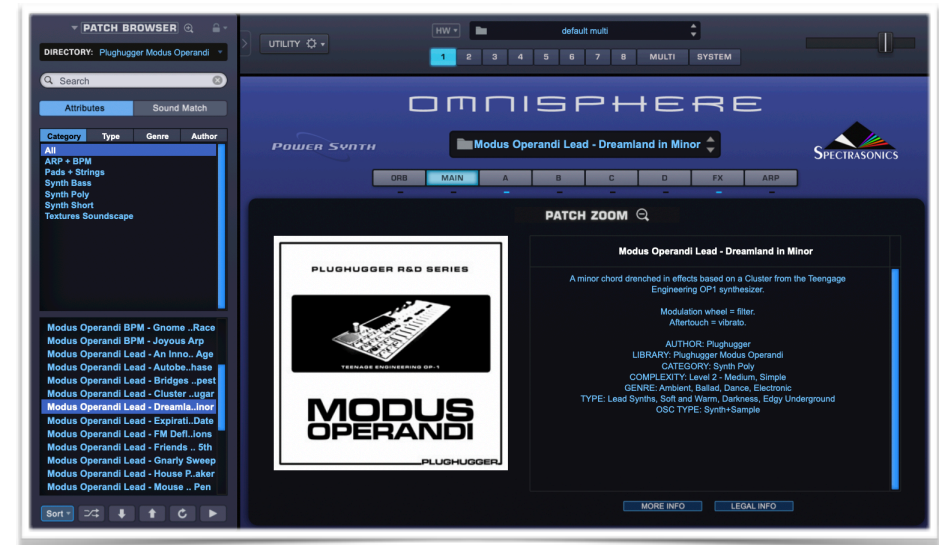 PATCH BROWSER
DIRECTORY: Plughugger Modus Operandi
Search
Attributes
Sound Match
Category Type Genre Author
All
ARP + BPM
Pads + Strings
Synth Bass
Synth Poly
Synth Short
Textures Soundscape
Modus Operandi BPM - Gnome ..Race
Modus Operandi BPM - Joyous Arp
Modus Operandi Lead - An Inno.. Age
Modus Operandi Lead - Autobe..hase
Modus Operandi Lead - Bridges ..pest
Modus Operandi Lead - Cluster ..ugar
Modus Operandi Lead - Dreamla..inor
Modus Operandi Lead - Expirati..Date
Modus Operandi Lead - FM Defl..ions
Modus Operandi Lead - Friends .. 5th
Modus Operandi Lead - Gnarly Sweep
Modus Operandi Lead - House P..aker
Modus Operandi Lead - Mouse .. Pen
Sort
UTILITY
HW
default multi
1 2 3 4 5 6 7 8 MULTI SYSTEM
OMNISPHERE
POWER SYNTH
Modus Operandi Lead - Dreamland in Minor
SPECTRASONICS
ORB MAIN A B C D FX ARP
PATCH ZOOM
PLUGHUGGER R&D SERIES
TEENAGE ENGINEERING OP-1
MODUS
OPERANDI
PLUGHUGGER
Modus Operandi Lead - Dreamland in Minor
A minor chord drenched in effects based on a Cluster from the Teengage
Engineering OP1 synthesizer.
Modulation wheel = filter.
Aftertouch = vibrato.
AUTHOR: Plughugger
LIBRARY: Plughugger Modus Operandi
CATEGORY: Synth Poly
COMPLEXITY: Level 2 - Medium, Simple
GENRE: Ambient, Ballad, Dance, Electronic
TYPE: Lead Synths, Soft and Warm, Darkness, Edgy Underground
OSC TYPE: Synth+Sample
MORE INFO
LEGAL INFO